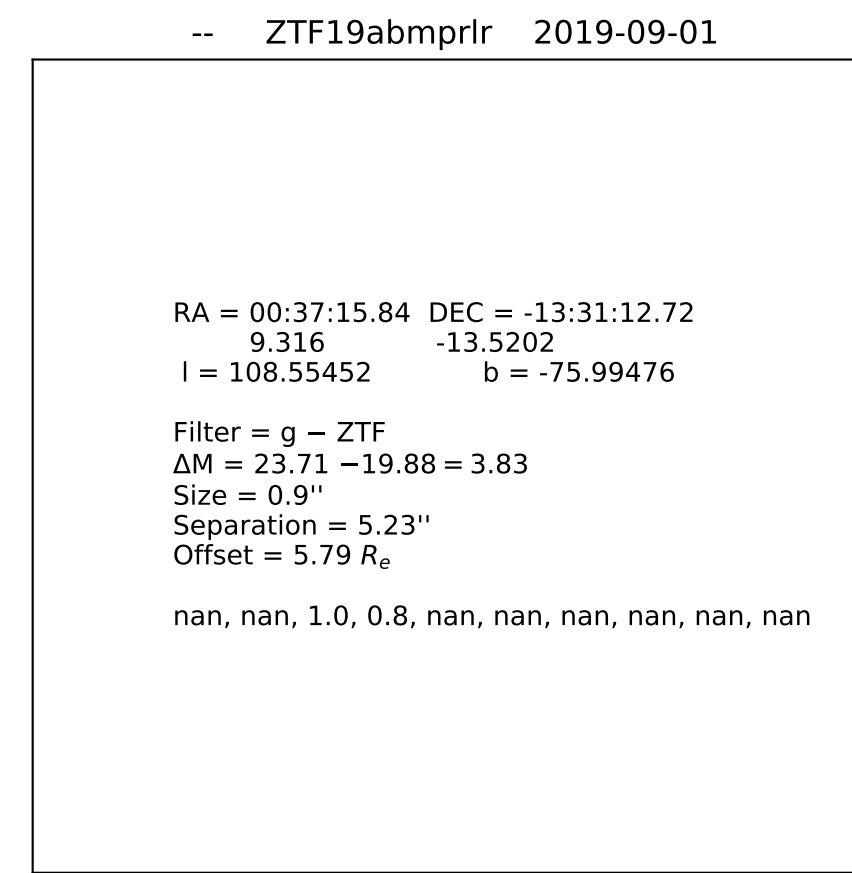 -- ZTF19abmprlr 2019-09-01
RA = 00:37:15.84 DEC = -13:31:12.72
9.316 -13.5202
l = 108.55452 b = -75.99476
Filter = g − ZTF
ΔM = 23.71 −19.88 = 3.83
Size = 0.9''
Separation = 5.23''
Offset = 5.79 Re
nan, nan, 1.0, 0.8, nan, nan, nan, nan, nan, nan